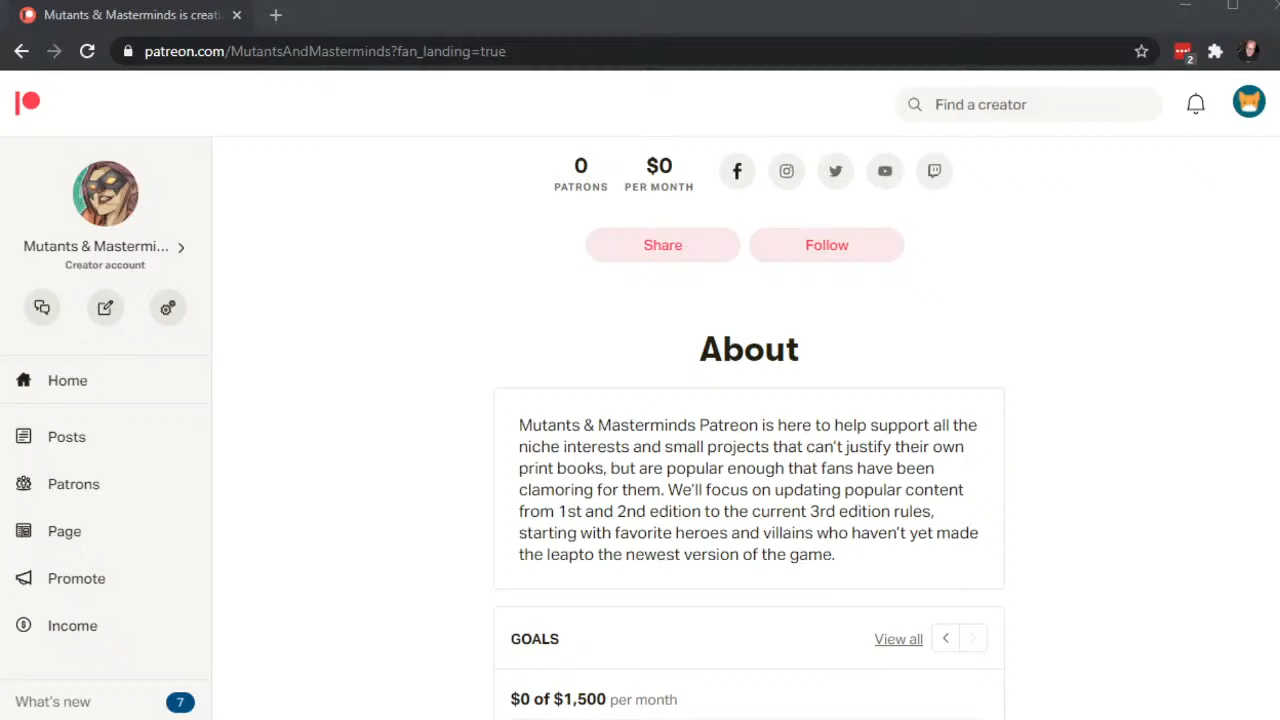 Mutants & Masterminds is creati
patreon.com/MutantsAndMasterminds?fan_landing=true
2
Find a creator
0 $0
PATRONS PER MONTH
Share Follow
Mutants & Mastermi...
Creator account
Home
Posts
Patrons
Page
Promote
Income
What's new 7
About
Mutants & Masterminds Patreon is here to help support all the
niche interests and small projects that can't justify their own
print books, but are popular enough that fans have been
clamoring for them. We'll focus on updating popular content
from 1st and 2nd edition to the current 3rd edition rules,
starting with favorite heroes and villains who haven't yet made
the leapto the newest version of the game.
GOALS View all
$0 of $1,500 per month